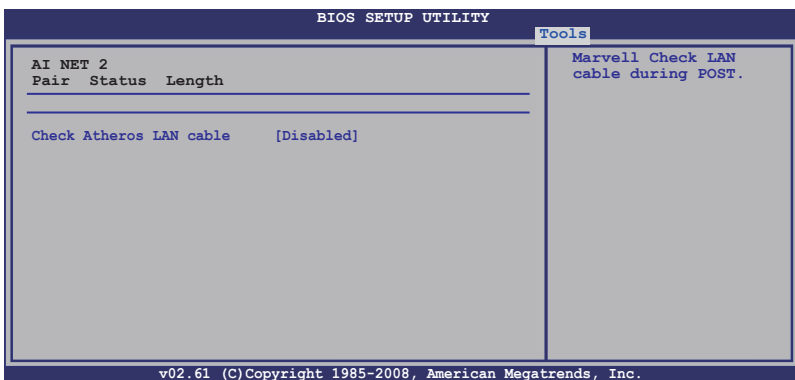 BIOS SETUP UTILITY
Tools
AI NET 2
Pair Status Length
Check Atheros LAN cable [Disabled]
Marvell Check LAN
cable during POST.
v02.61 (C)Copyright 1985-2008, American Megatrends, Inc.